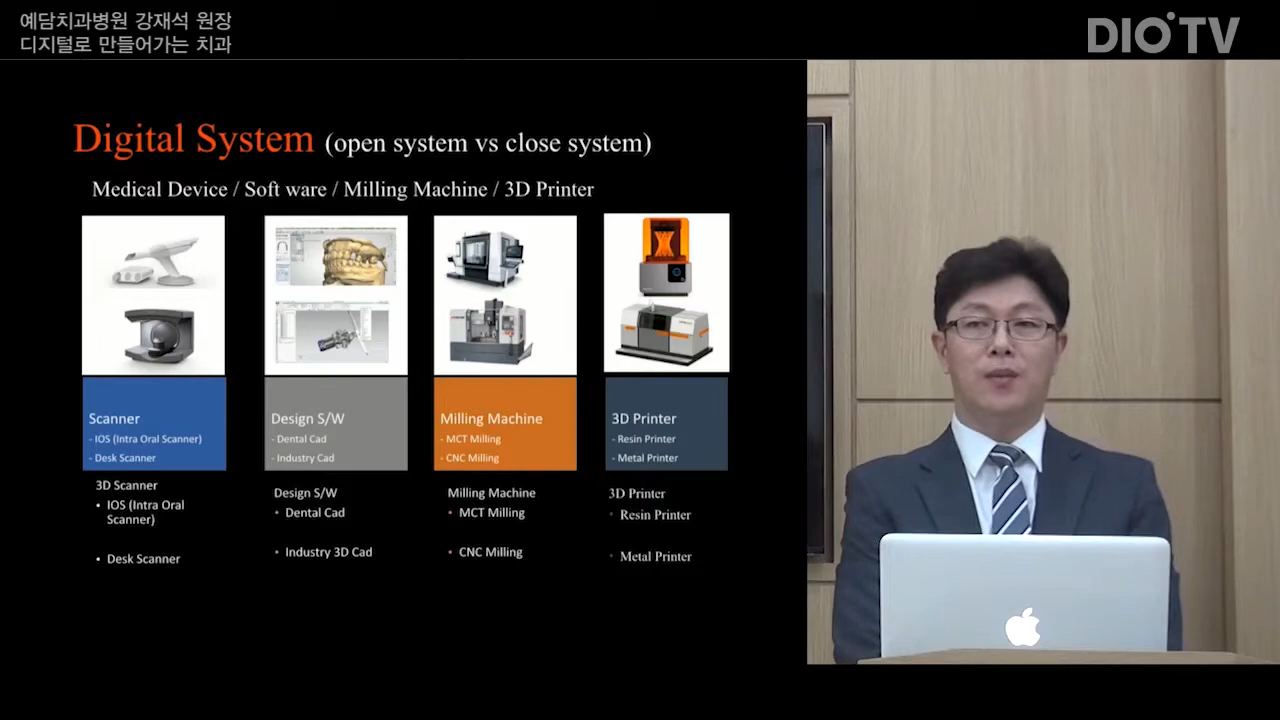 예담치과병원 강재석 원장
디지털로 만들어가는 치과
DIO TV
Digital System (open system vs close system)
Medical Device / Soft ware / Milling Machine / 3D Printer
Scanner
- IOS (Intra Oral Scanner)
- Desk Scanner
Design S/W
- Dental Cad
- Industry Cad
Milling Machine
- MCT Milling
- CNC Milling
3D Printer
- Resin Printer
- Metal Printer
3D Scanner
• IOS (Intra Oral
Scanner)
• Desk Scanner
Design S/W
• Dental Cad
• Industry 3D Cad
Milling Machine
• MCT Milling
• CNC Milling
3D Printer
• Resin Printer
• Metal Printer